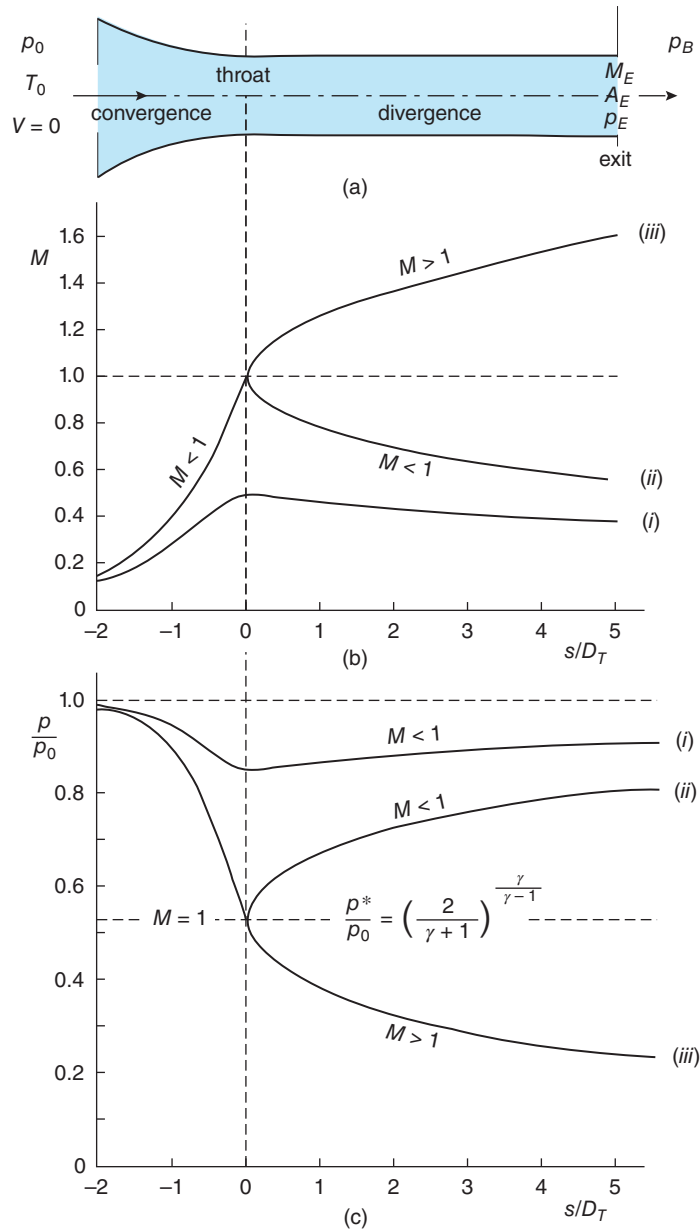 p0 pB
throat ME
T0 AE
V = 0 convergence divergence pE
exit
(a)
M
1.6
1.4
1.2
1.0
0.8
0.6
0.4
0.2
0
(iii)
M > 1
M < 1
M < 1
(ii)
(i)
–2 –1 0 1 2 3 4 5
s/DT
(b)
p/p0
1.0
0.8
0.6
0.4
0.2
0
M < 1
(i)
M < 1
(ii)
M = 1
p*/p0 = (2/γ + 1) γ/γ – 1
M > 1
(iii)
–2 –1 0 1 2 3 4 5
s/DT
(c)